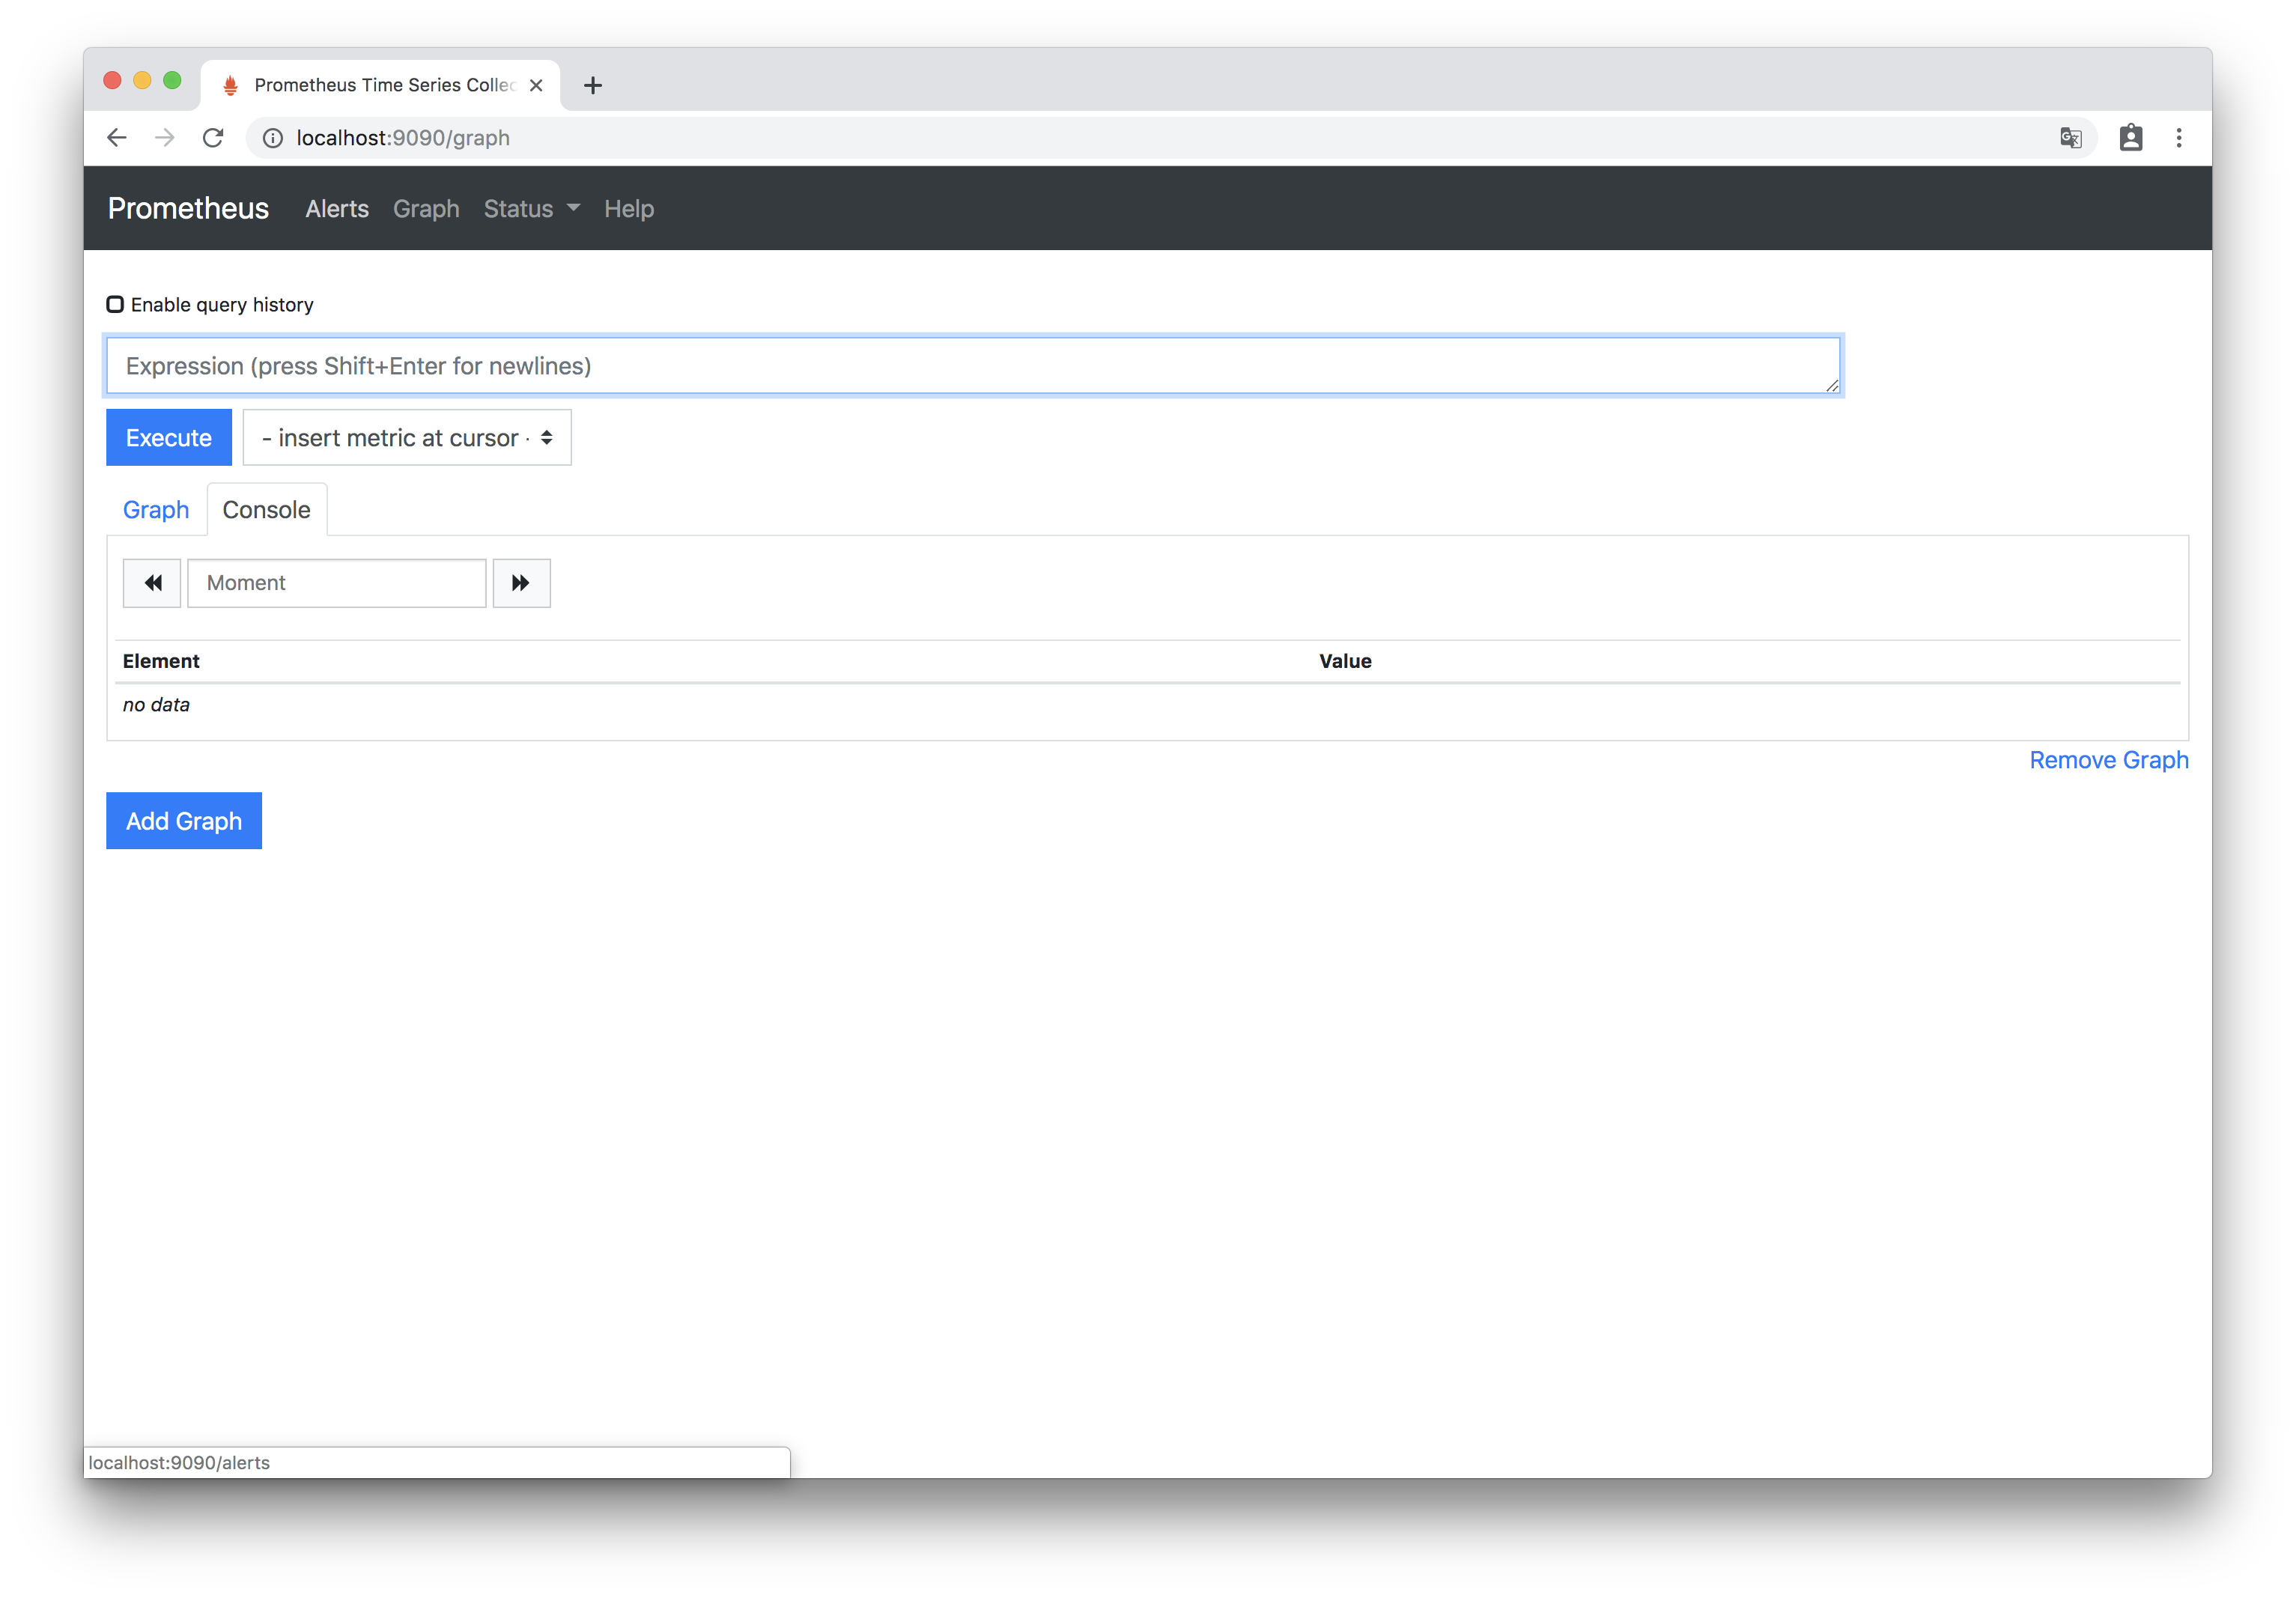 Prometheus Time Series Collec
localhost:9090/graph
Prometheus Alerts Graph Status Help
Enable query history
Expression (press Shift+Enter for newlines)
Execute - insert metric at cursor -
Graph Console
Moment
Element Value
no data
Remove Graph
Add Graph
localhost:9090/alerts